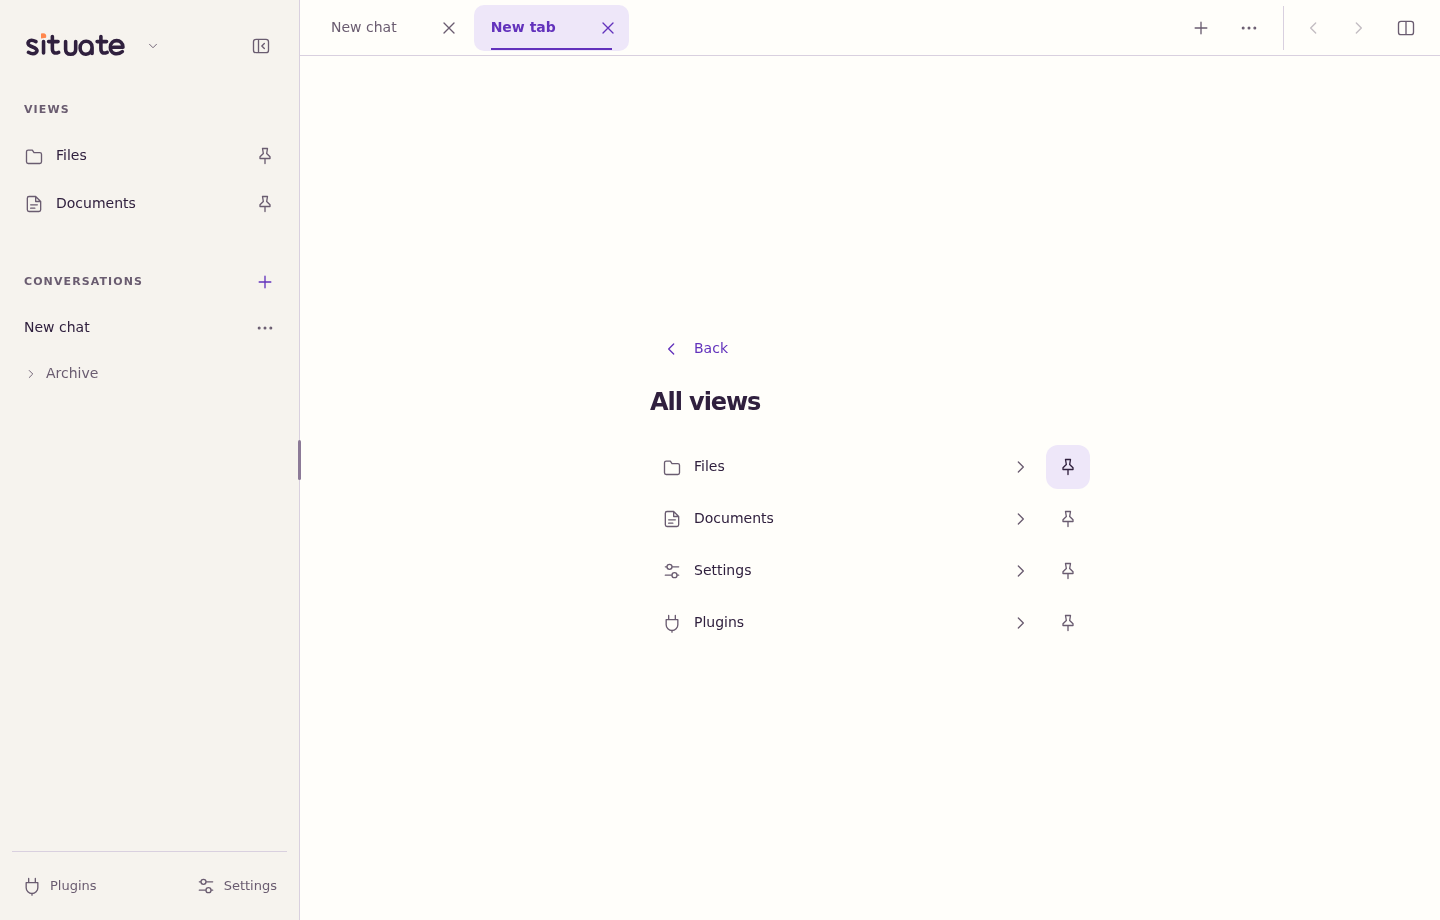 situate
VIEWS
Files
Documents
CONVERSATIONS
New chat
Archive
Plugins
Settings
New chat
New tab
Back
All views
Files
Documents
Settings
Plugins